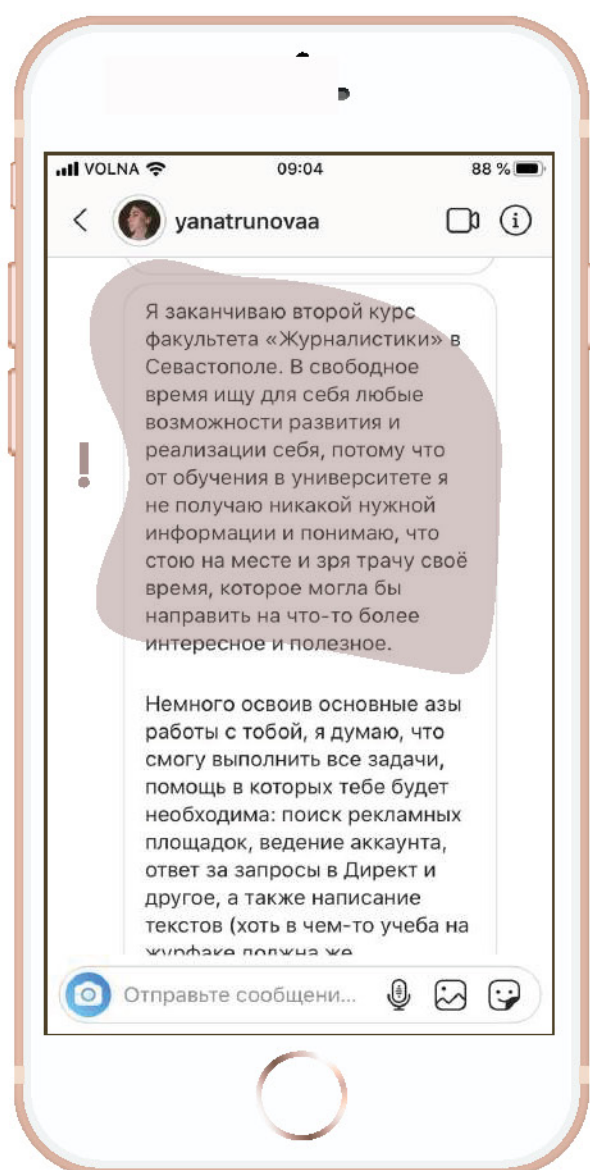 VOLNA 09:04 88 %
yanatrunovaa
Я заканчиваю второй курс
факультета «Журналистики» в
Севастополе. В свободное
время ищу для себя любые
возможности развития и
реализации себя, потому что
от обучения в университете я
не получаю никакой нужной
информации и понимаю, что
стою на месте и зря трачу своё
время, которое могла бы
направить на что-то более
интересное и полезное.
!
Немного освоив основные азы
работы с тобой, я думаю, что
смогу выполнить все задачи,
помощь в которых тебе будет
необходима: поиск рекламных
площадок, ведение аккаунта,
ответ за запросы в Директ и
другое, а также написание
текстов (хоть в чем-то учеба на
журфаке должна же
Отправьте сообщени...